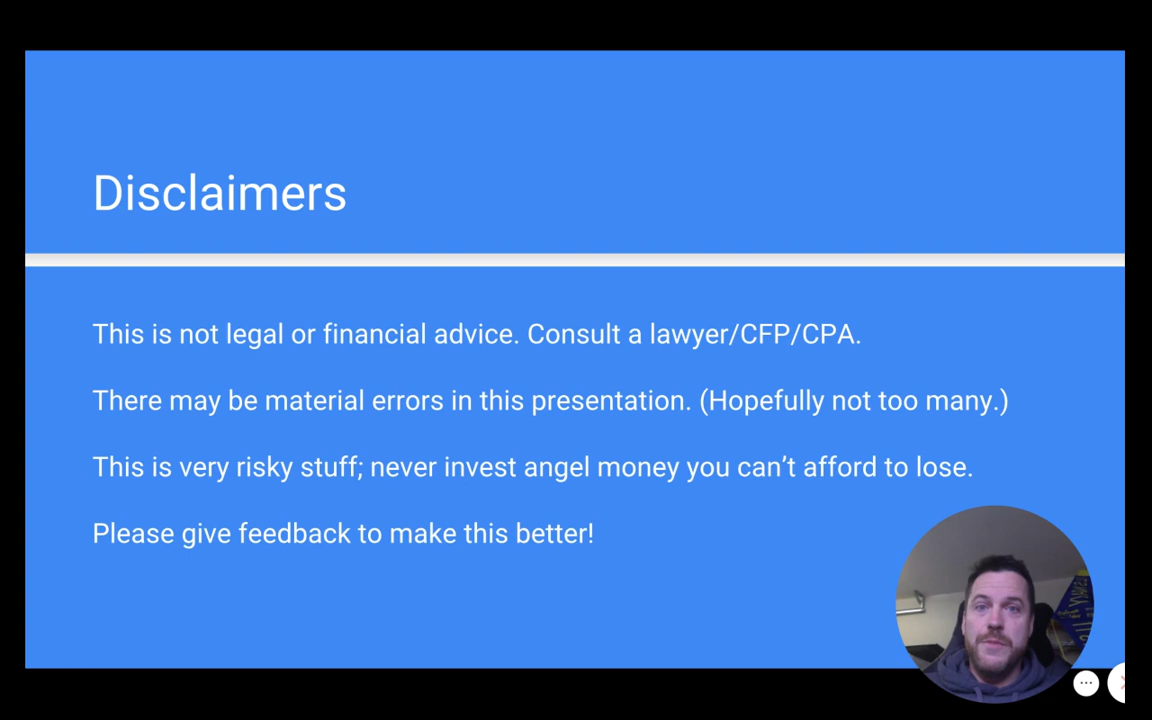 Disclaimers
This is not legal or financial advice. Consult a lawyer/CFP/CPA.
There may be material errors in this presentation. (Hopefully not too many.)
This is very risky stuff; never invest angel money you can’t afford to lose.
Please give feedback to make this better!